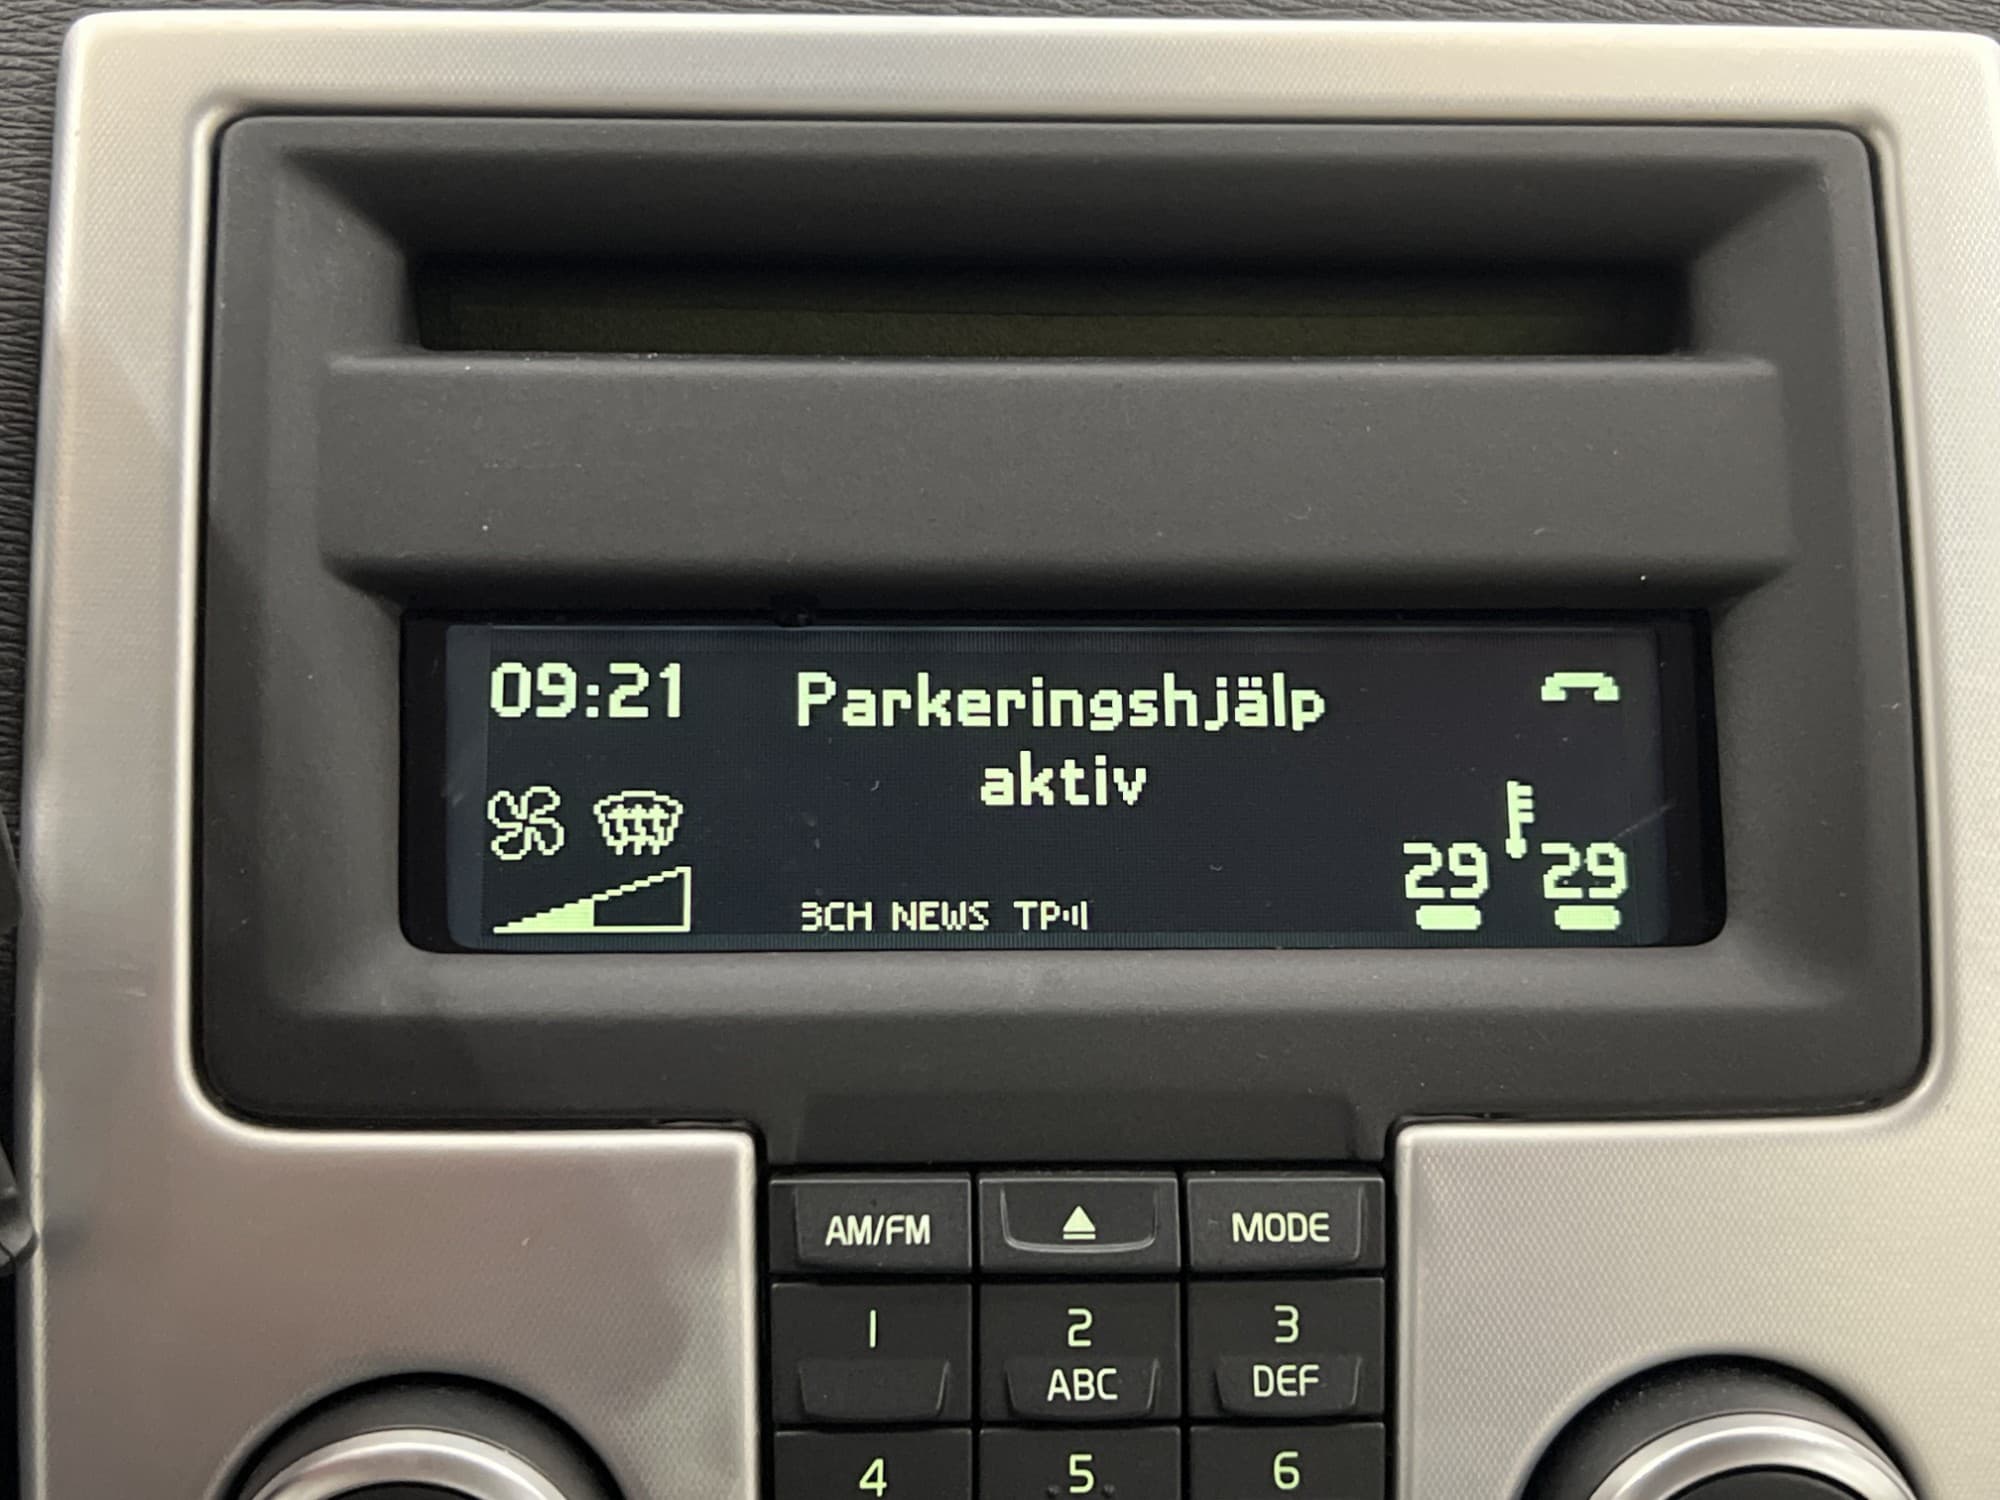 09:21
Parkeringshjälp
aktiv
29 29
3CH NEWS TP
AM/FM
MODE
1 2 3
ABC DEF
4 5 6